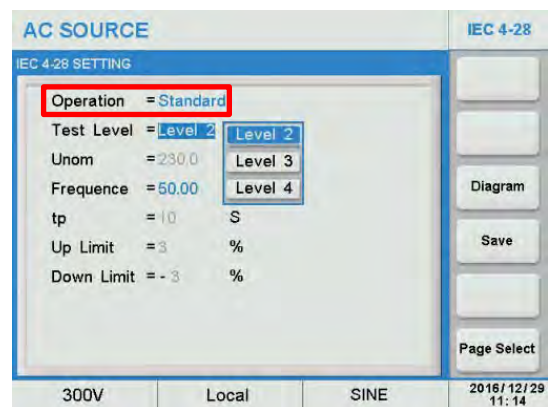 AC SOURCE
IEC 4-28
IEC 4-28 SETTING
Operation = Standard
Test Level = Level 2
Level 2
Level 3
Level 4
Unom = 230.0
Frequence = 50.00
tp = 10 S
Up Limit = 3 %
Down Limit = - 3 %
Diagram
Save
Page Select
300V Local SINE 2016/12/29
11:14